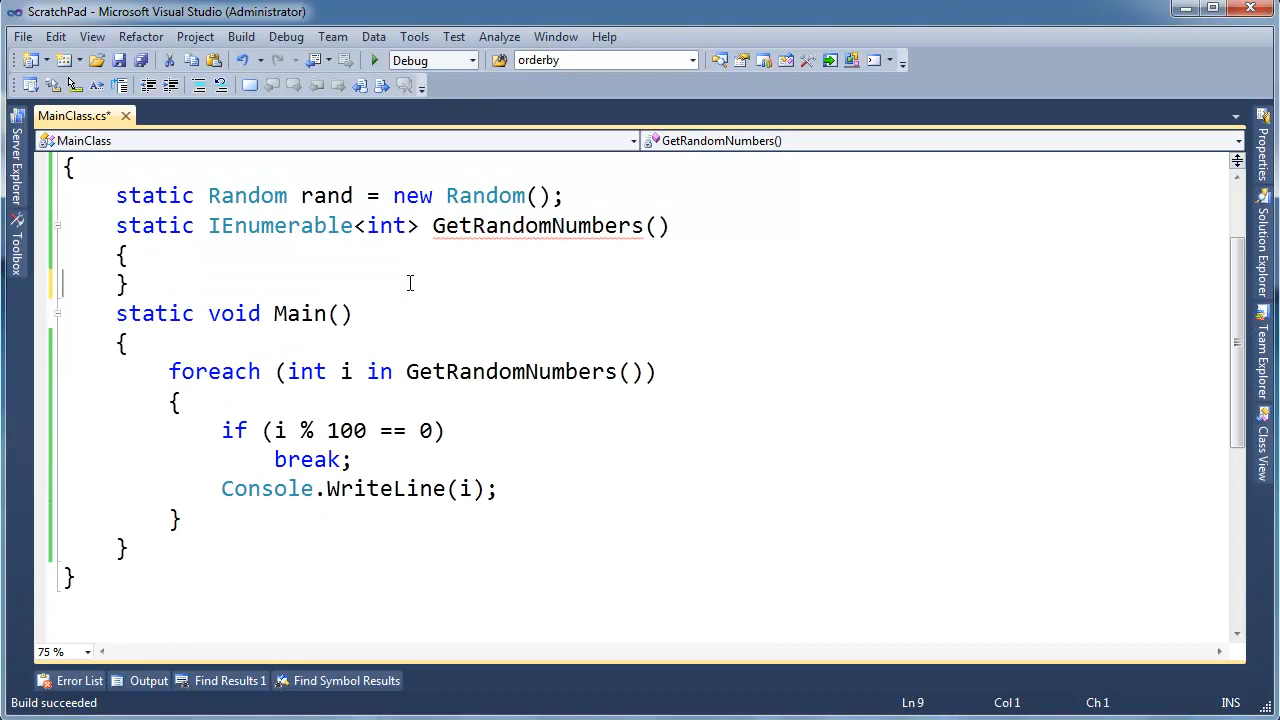 ScratchPad - Microsoft Visual Studio (Administrator)
File Edit View Refactor Project Build Debug Team Data Tools Test Analyze Window Help
Debug orderby
MainClass.cs*
MainClass GetRandomNumbers()
{
static Random rand = new Random();
static IEnumerable<int> GetRandomNumbers()
{
}
static void Main()
{
foreach (int i in GetRandomNumbers())
{
if (i % 100 == 0)
break;
Console.WriteLine(i);
}
}
}
Server Explorer
Toolbox
Properties
Solution Explorer
Team Explorer
Class View
75 %
Error List Output Find Results 1 Find Symbol Results
Build succeeded Ln 9 Col 1 Ch 1 INS